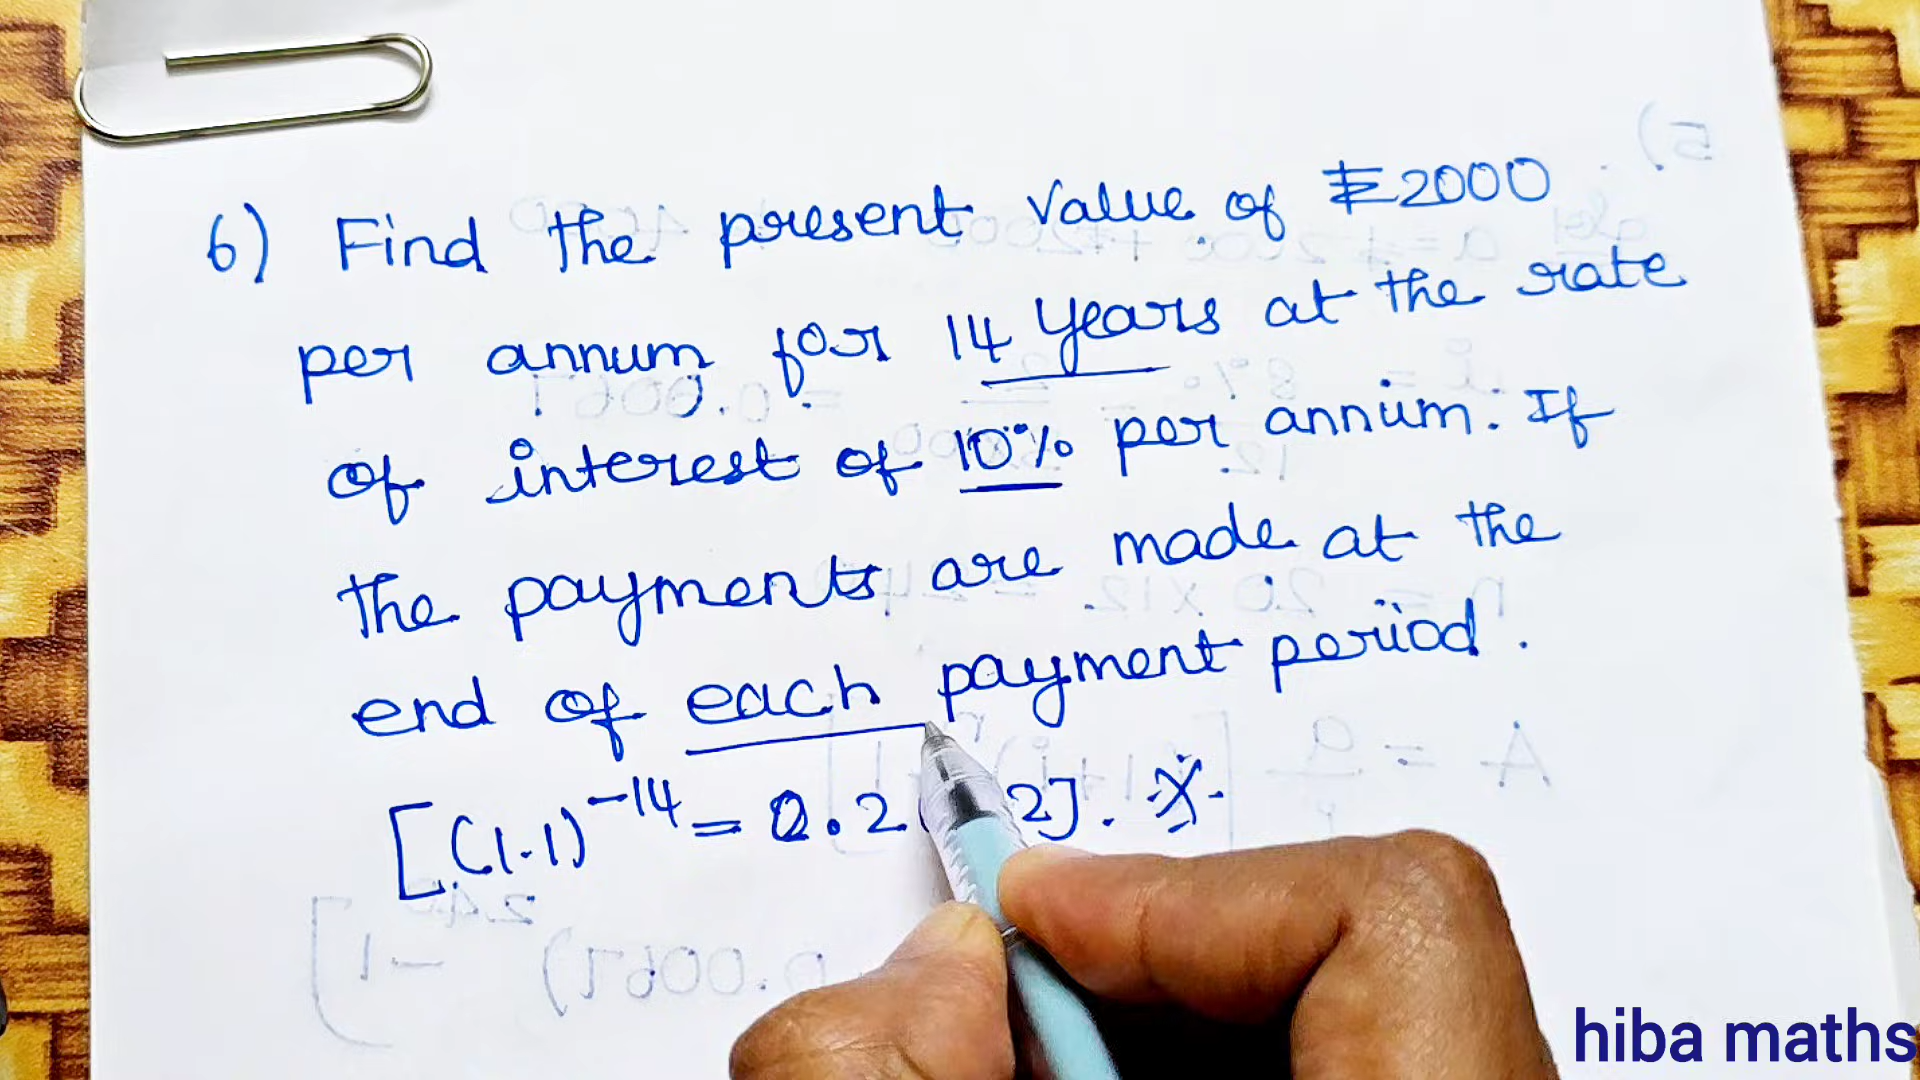 6) Find the present value of ₹2000
per annum for 14 years at the rate
of interest of 10% per annum. If
the payments are made at the
end of each payment period.
[(1.1)⁻¹⁴ = 0.2 2].
hiba maths